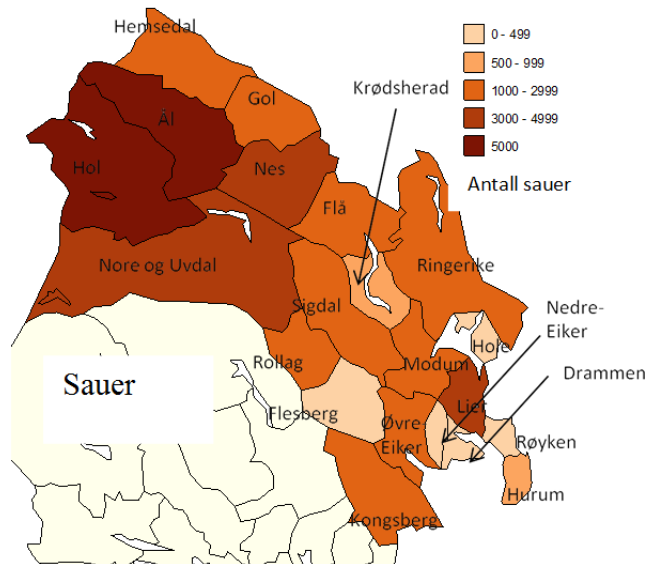 Hemsedal
0 - 499
500 - 999
1000 - 2999
3000 - 4999
5000
Antall sauer
Krødsherad
Gol
Ål
Hol
Nes
Flå
Nore og Uvdal
Ringerike
Sigdal
Nedre-
Eiker
Hole
Rollag
Modum
Drammen
Sauer
Flesberg
Lier
Øvre-
Eiker
Røyken
Hurum
Kongsberg